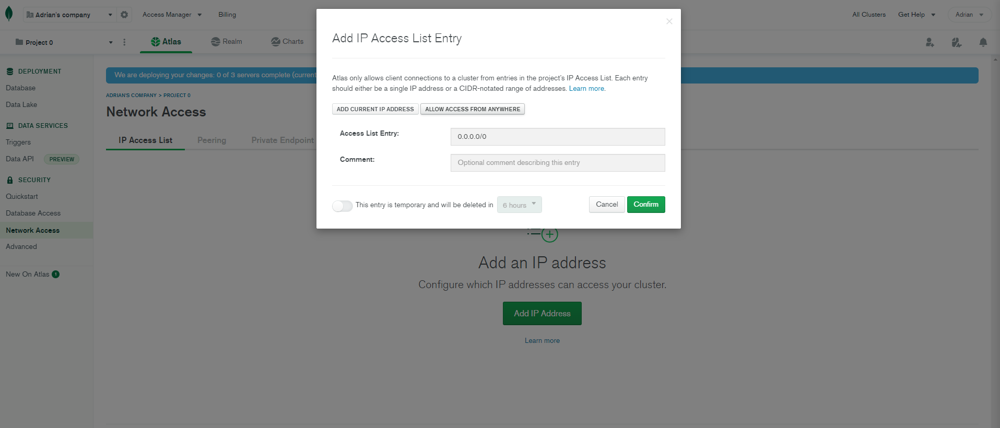 Adrian's company
Access Manager
Billing
All Clusters
Get Help
Adrian
Project 0
Atlas
Realm
Charts
DEPLOYMENT
Database
Data Lake
DATA SERVICES
Triggers
Data API
PREVIEW
SECURITY
Quickstart
Database Access
Network Access
Advanced
New On Atlas 1
We are deploying your changes: 0 of 3 servers complete (current
ADRIAN'S COMPANY > PROJECT 0
Network Access
IP Access List
Peering
Private Endpoint
Add IP Access List Entry
Atlas only allows client connections to a cluster from entries in the project's IP Access List. Each entry
should either be a single IP address or a CIDR-notated range of addresses. Learn more.
ADD CURRENT IP ADDRESS
ALLOW ACCESS FROM ANYWHERE
Access List Entry:
0.0.0.0/0
Comment:
Optional comment describing this entry
This entry is temporary and will be deleted in
6 hours
Cancel
Confirm
Add an IP address
Configure which IP addresses can access your cluster.
Add IP Address
Learn more